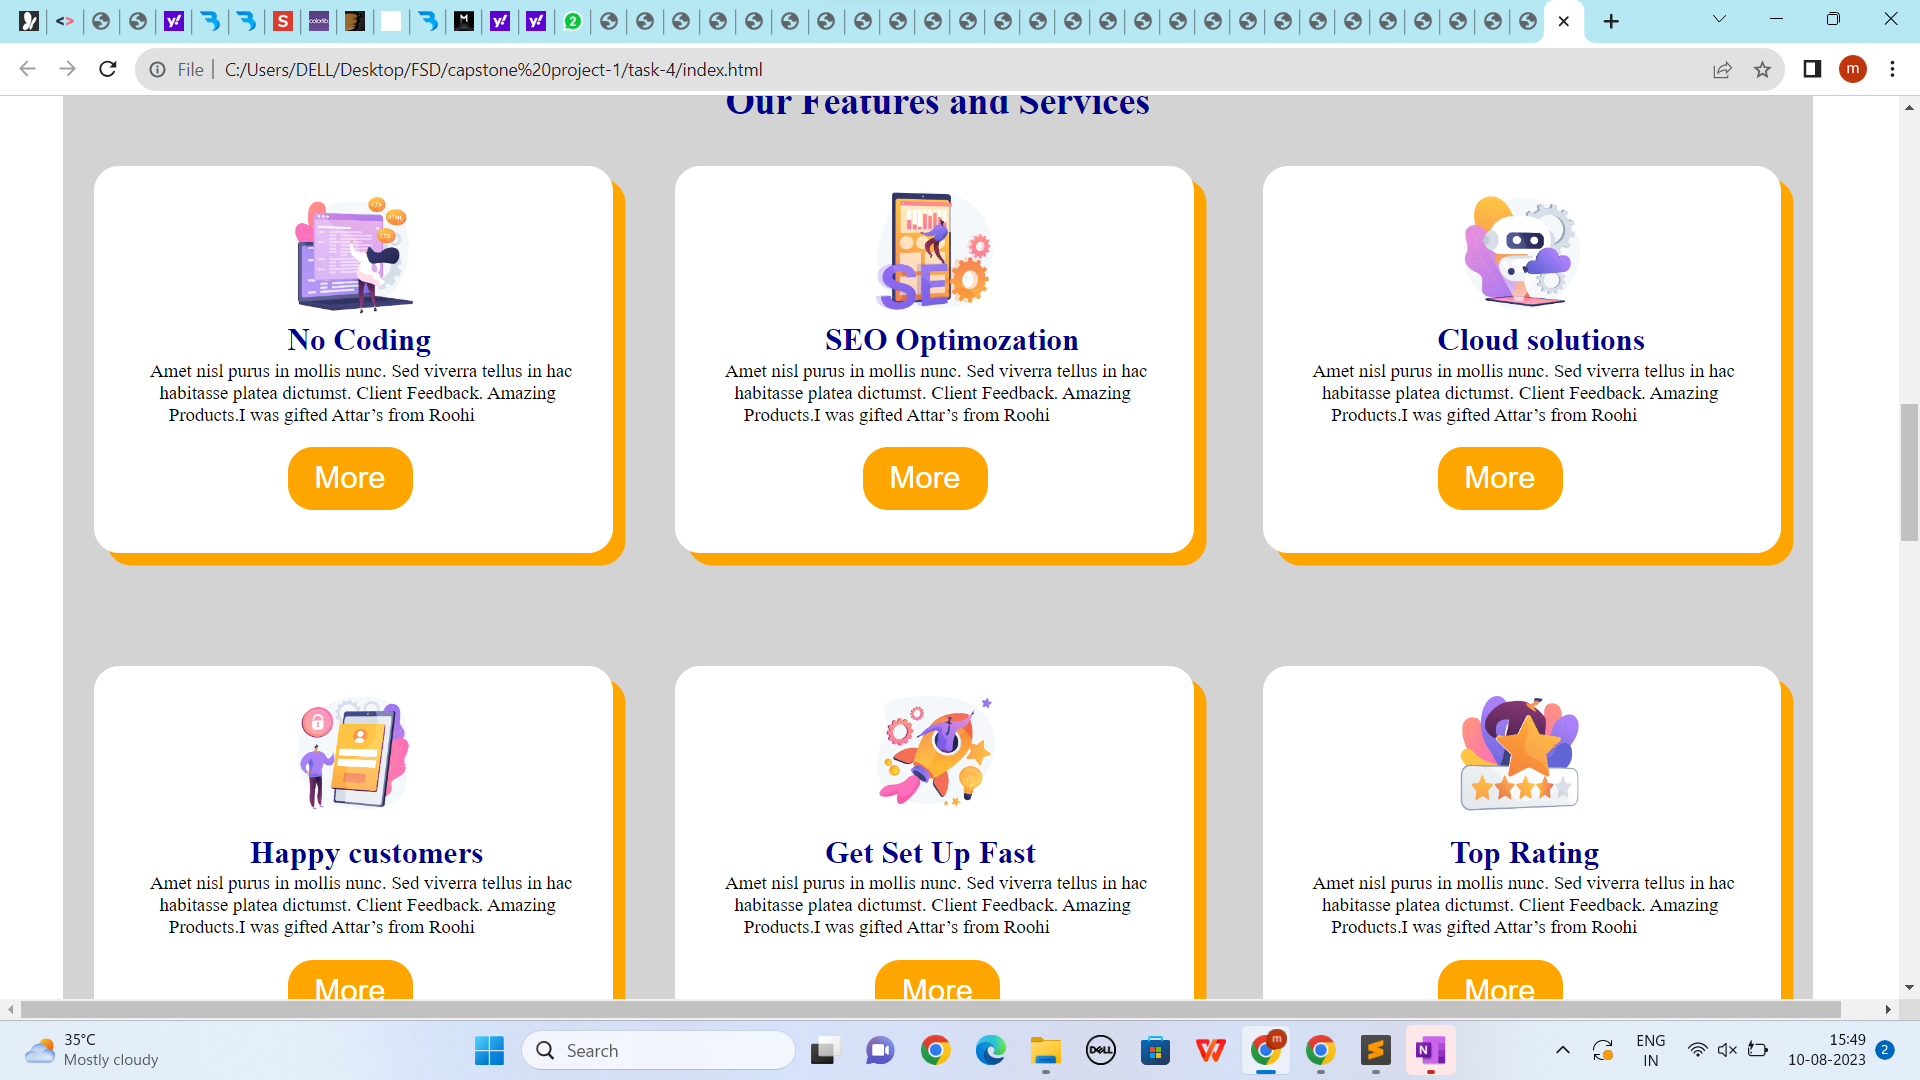 File
C:/Users/DELL/Desktop/FSD/capstone%20project-1/task-4/index.html
m
Our Features and Services
</>
HTML
CSS
SEO
No Coding
Amet nisl purus in mollis nunc. Sed viverra tellus in hac
habitasse platea dictumst. Client Feedback. Amazing
Products.I was gifted Attar’s from Roohi
More
SEO Optimozation
Amet nisl purus in mollis nunc. Sed viverra tellus in hac
habitasse platea dictumst. Client Feedback. Amazing
Products.I was gifted Attar’s from Roohi
More
Cloud solutions
Amet nisl purus in mollis nunc. Sed viverra tellus in hac
habitasse platea dictumst. Client Feedback. Amazing
Products.I was gifted Attar’s from Roohi
More
Happy customers
Amet nisl purus in mollis nunc. Sed viverra tellus in hac
habitasse platea dictumst. Client Feedback. Amazing
Products.I was gifted Attar’s from Roohi
More
Get Set Up Fast
Amet nisl purus in mollis nunc. Sed viverra tellus in hac
habitasse platea dictumst. Client Feedback. Amazing
Products.I was gifted Attar’s from Roohi
More
Top Rating
Amet nisl purus in mollis nunc. Sed viverra tellus in hac
habitasse platea dictumst. Client Feedback. Amazing
Products.I was gifted Attar’s from Roohi
More
35°C
Mostly cloudy
Search
DELL
m
N
ENG
IN
15:49
10-08-2023
2